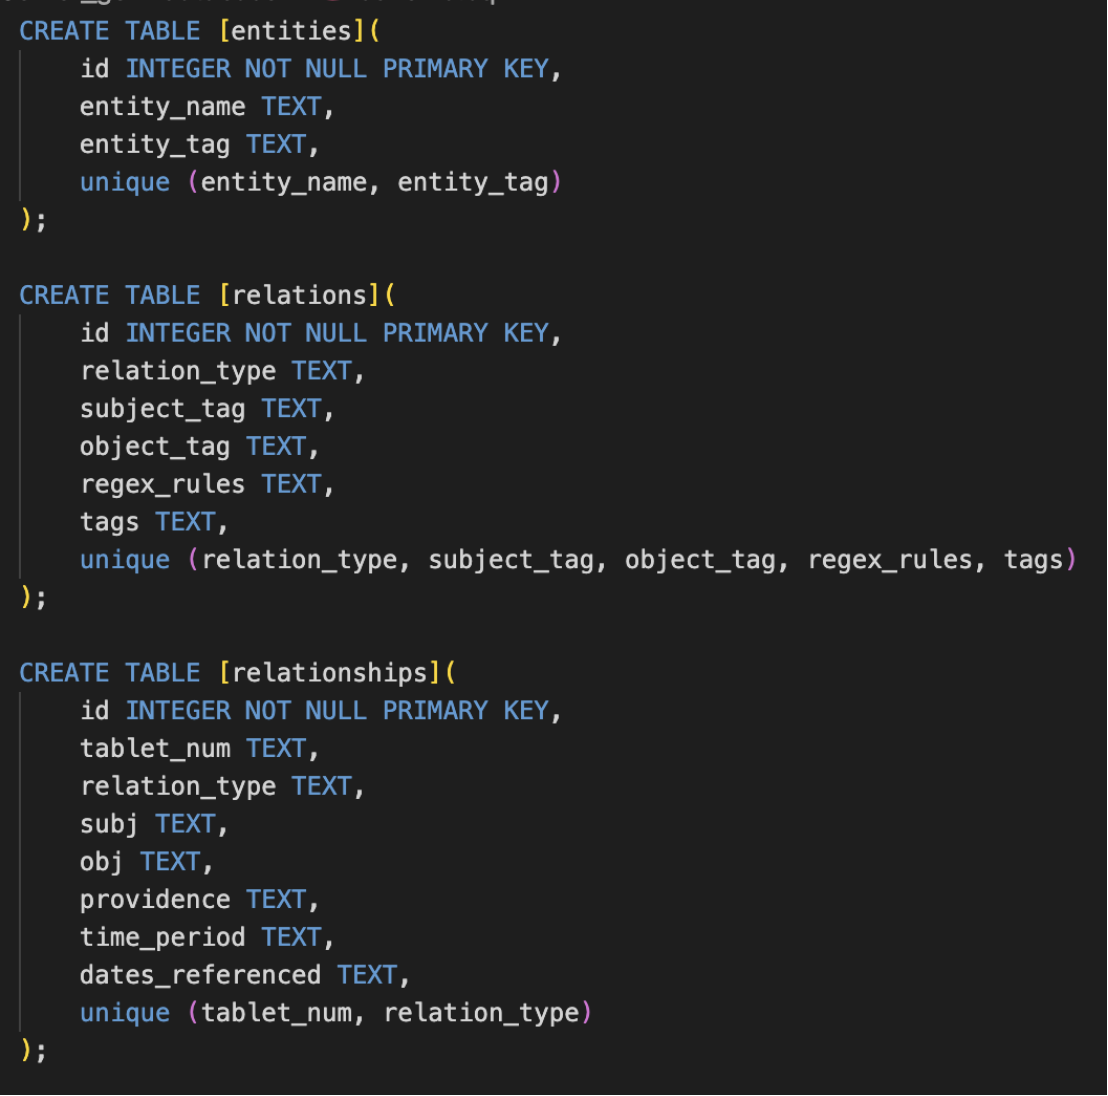 CREATE TABLE [entities](
    id INTEGER NOT NULL PRIMARY KEY,
    entity_name TEXT,
    entity_tag TEXT,
    unique (entity_name, entity_tag)
);

CREATE TABLE [relations](
    id INTEGER NOT NULL PRIMARY KEY,
    relation_type TEXT,
    subject_tag TEXT,
    object_tag TEXT,
    regex_rules TEXT,
    tags TEXT,
    unique (relation_type, subject_tag, object_tag, regex_rules, tags)
);

CREATE TABLE [relationships](
    id INTEGER NOT NULL PRIMARY KEY,
    tablet_num TEXT,
    relation_type TEXT,
    subj TEXT,
    obj TEXT,
    providence TEXT,
    time_period TEXT,
    dates_referenced TEXT,
    unique (tablet_num, relation_type)
);